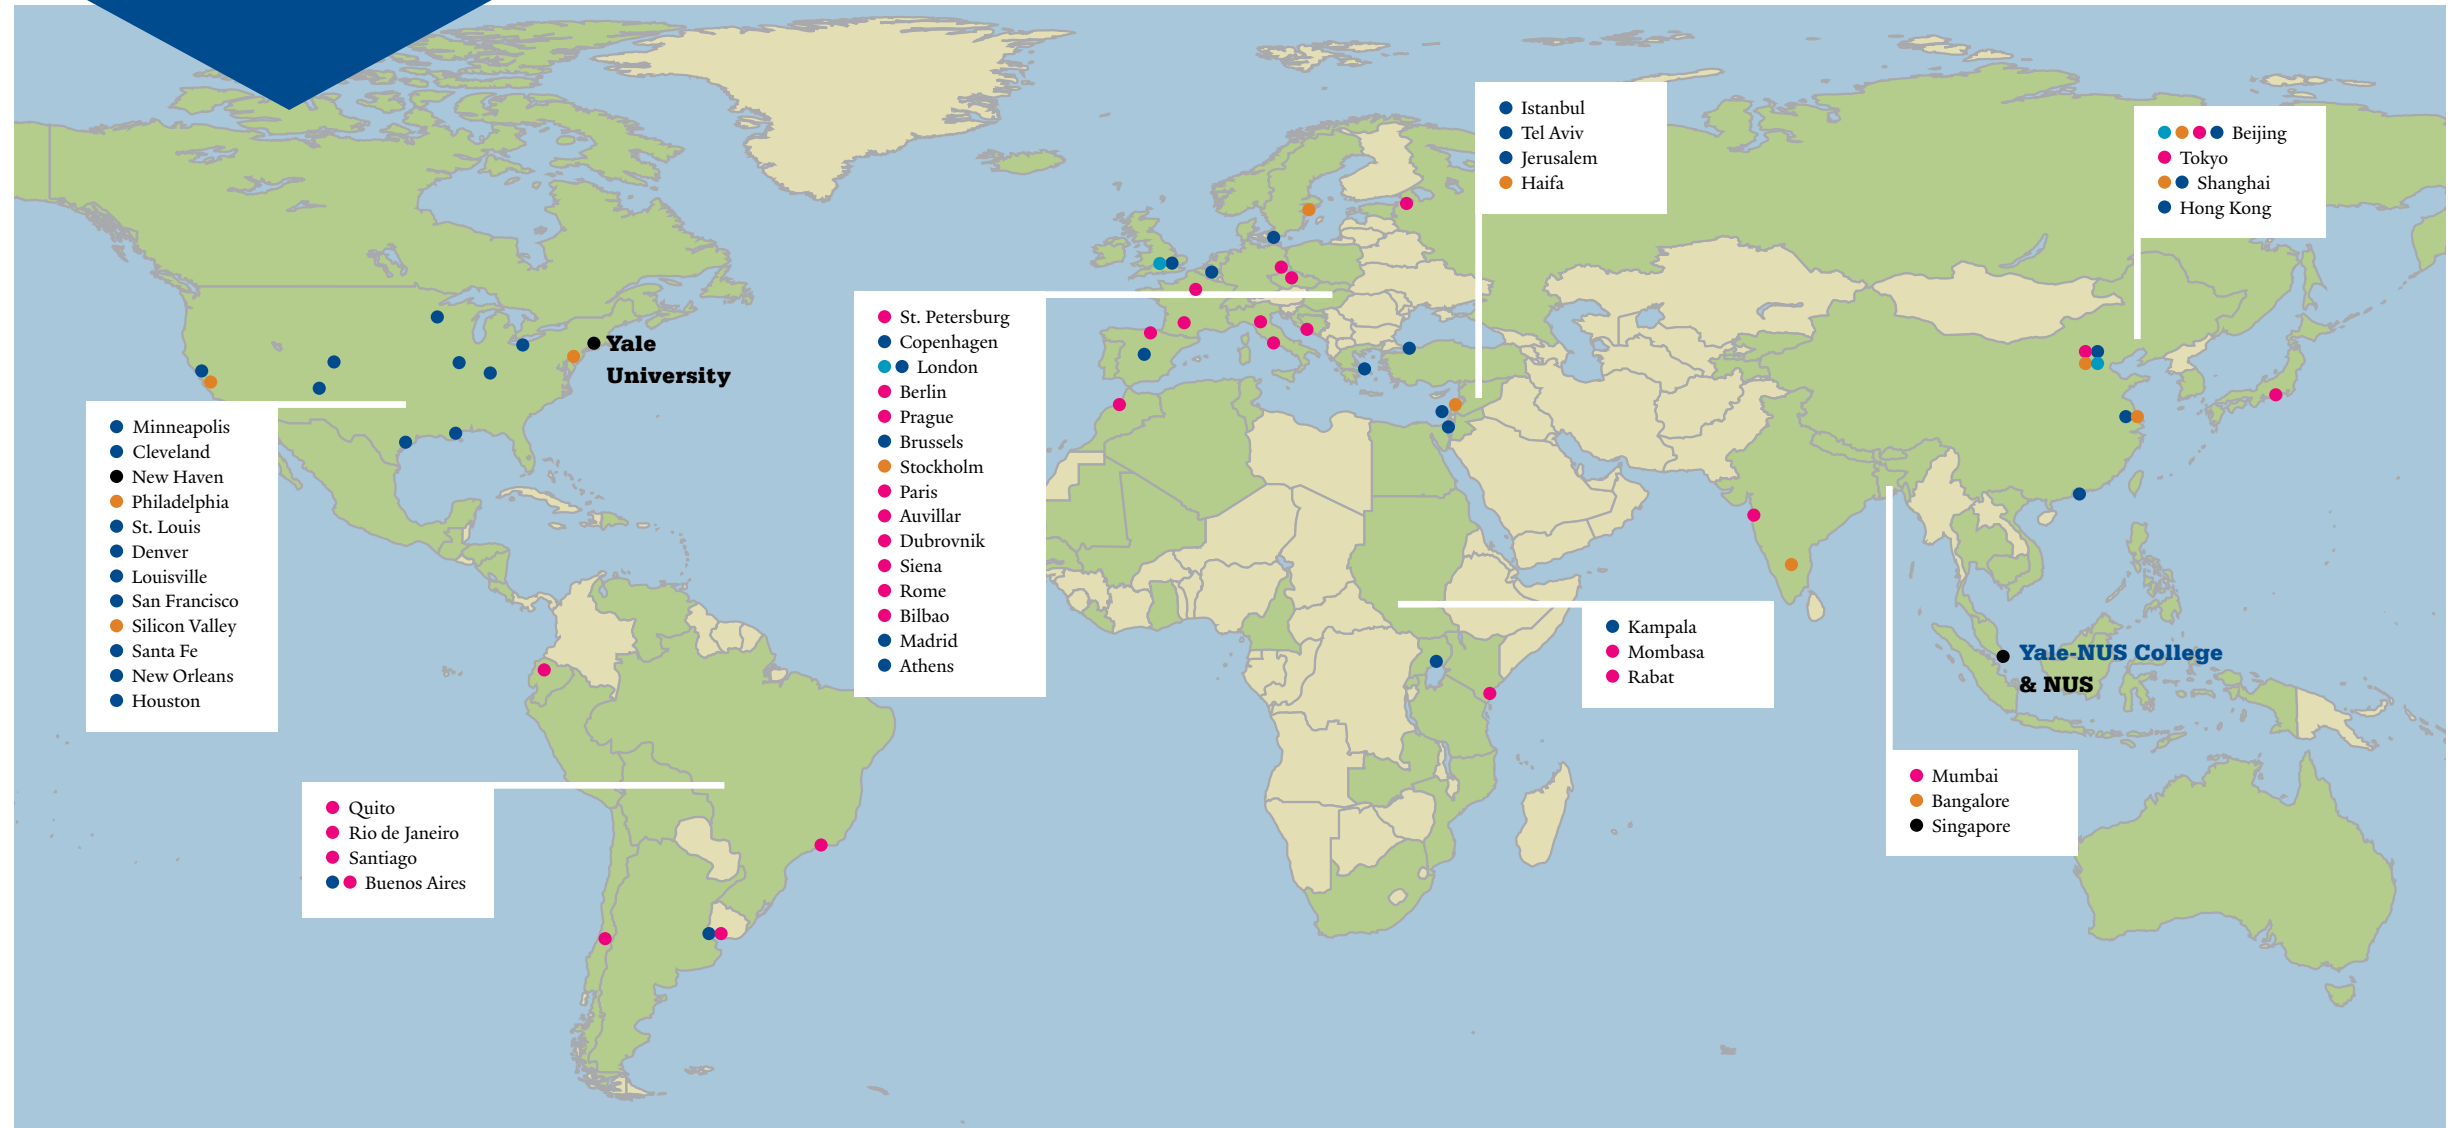 Istanbul
Tel Aviv
Jerusalem
Haifa
Beijing
Tokyo
Shanghai
Hong Kong
Yale
University
St. Petersburg
Copenhagen
London
Berlin
Prague
Brussels
Stockholm
Paris
Auvillar
Dubrovnik
Siena
Rome
Bilbao
Madrid
Athens
Minneapolis
Cleveland
New Haven
Philadelphia
St. Louis
Denver
Louisville
San Francisco
Silicon Valley
Santa Fe
New Orleans
Houston
Kampala
Mombasa
Rabat
Yale-NUS College
& NUS
Mumbai
Bangalore
Singapore
Quito
Rio de Janeiro
Santiago
Buenos Aires